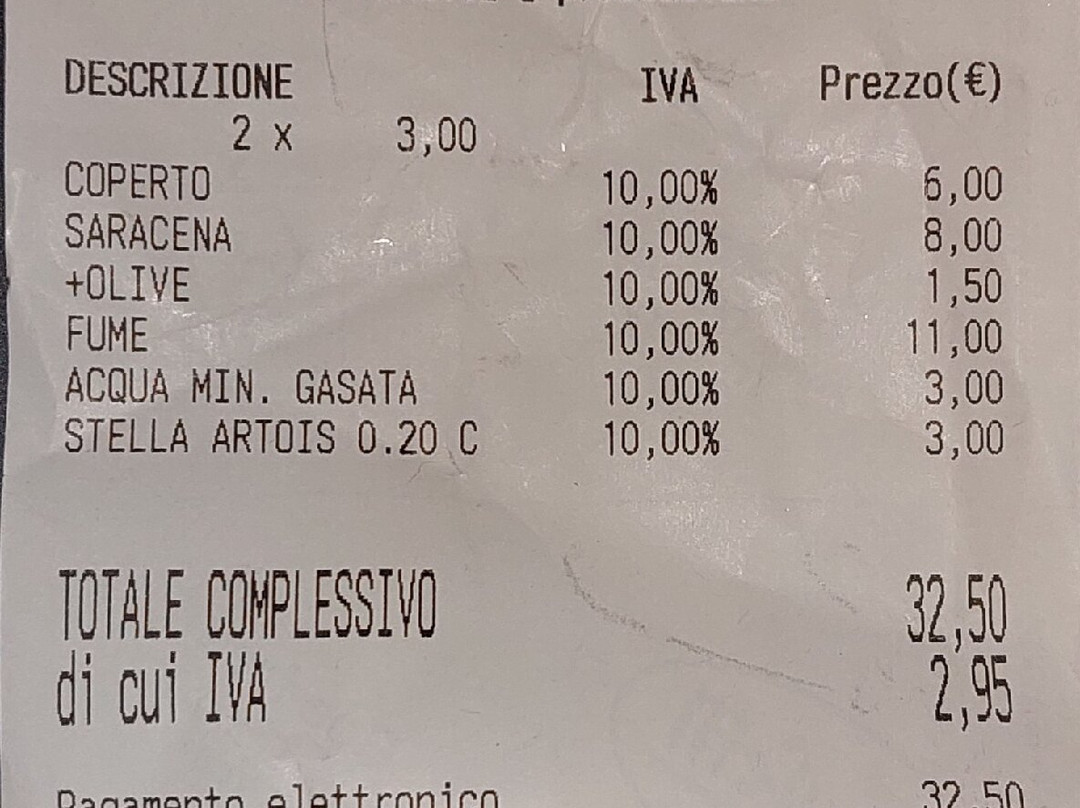 DESCRIZIONE IVA Prezzo(€)
2 x 3,00
COPERTO 10,00% 6,00
SARACENA 10,00% 8,00
+OLIVE 10,00% 1,50
FUME 10,00% 11,00
ACQUA MIN. GASATA 10,00% 3,00
STELLA ARTOIS 0.20 C 10,00% 3,00
TOTALE COMPLESSIVO 32,50
di cui IVA 2,95
Pagamento elettronico 32,50